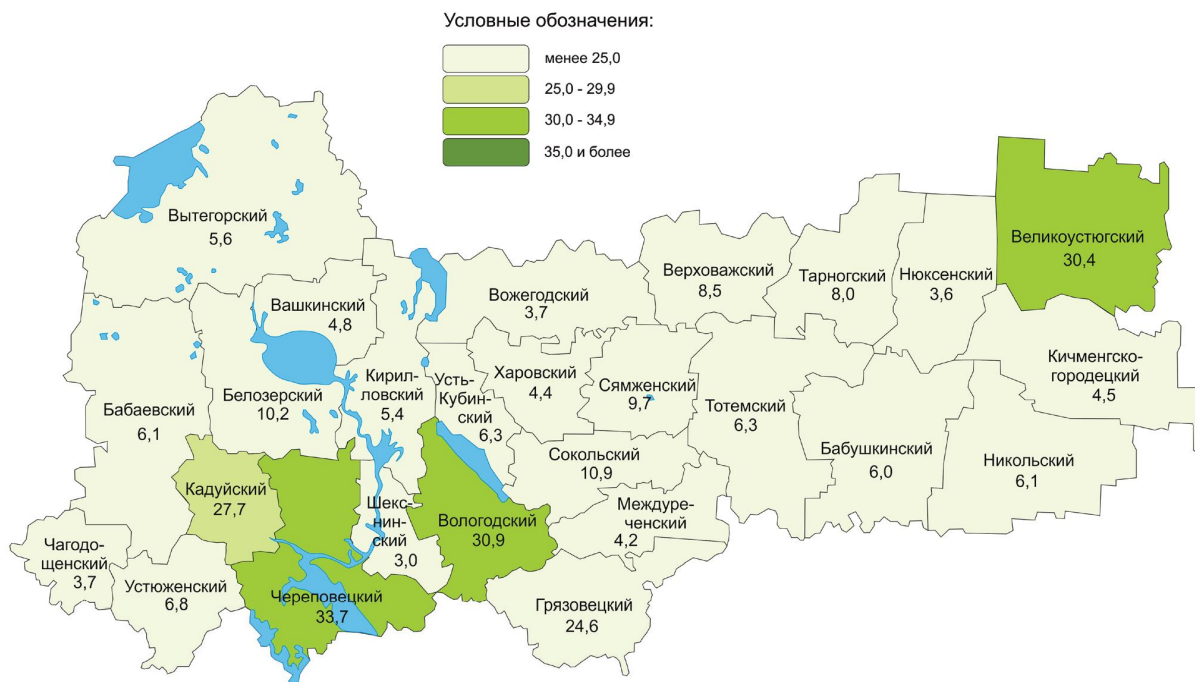 Условные обозначения:
менее 25,0
25,0 - 29,9
30,0 - 34,9
35,0 и более
Вытегорский
5,6
Вашкинский
4,8
Вожегодский
3,7
Верховажский
8,5
Тарногский
8,0
Нюксенский
3,6
Великоустюгский
30,4
Бабаевский
6,1
Белозерский
10,2
Кирил-
ловский
5,4
Усть-
Кубин-
ский
6,3
Харовский
4,4
Сямженский
9,7
Тотемский
6,3
Бабушкинский
6,0
Кичменгско-
городецкий
4,5
Никольский
6,1
Сокольский
10,9
Междуре-
ченский
4,2
Кадуйский
27,7
Шекс-
нин-
ский
3,0
Вологодский
30,9
Чагодо-
щенский
3,7
Устюженский
6,8
Череповецкий
33,7
Грязовецкий
24,6